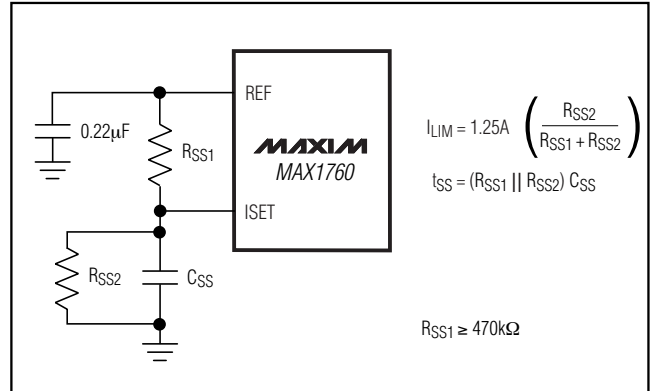 REF
0.22μF
RSS1
MAXIM
MAX1760
ISET
RSS2
CSS
ILIM = 1.25A ( RSS2 / RSS1 + RSS2 )
tSS = (RSS1 || RSS2) CSS
RSS1 ≥ 470kΩ